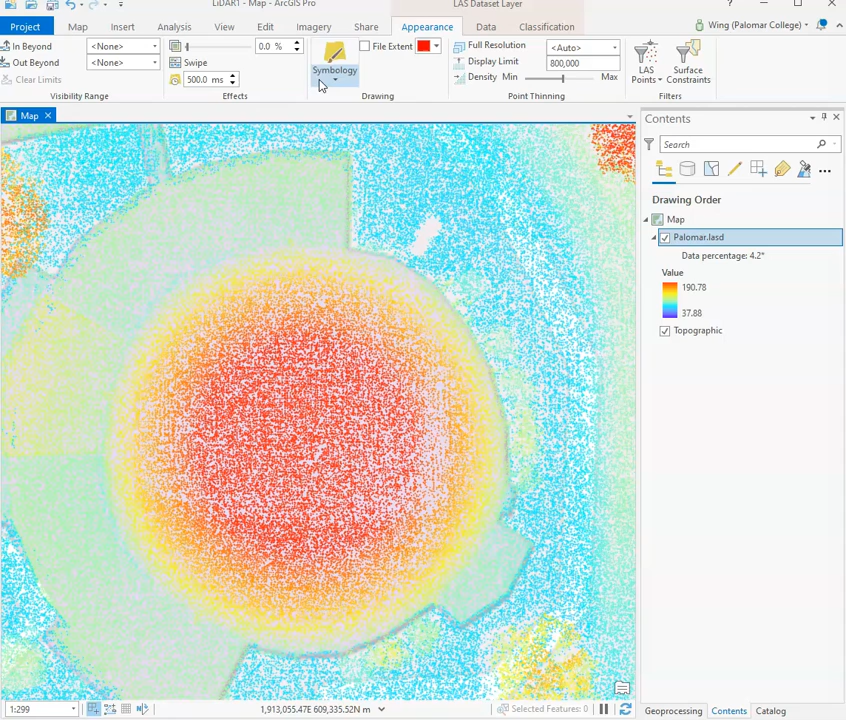 LiDAR1 - Map - ArcGIS Pro
LAS Dataset Layer
?
Project Map Insert Analysis View Edit Imagery Share Appearance Data Classification
Wing (Palomar College)
In Beyond <None>
Out Beyond <None>
Clear Limits
Visibility Range
0.0 %
Swipe
500.0 ms
Effects
Symbology
File Extent
Drawing
Full Resolution <Auto>
Display Limit 800,000
Density Min Max
Point Thinning
LAS Points
Surface Constraints
Filters
Map
Contents
Search
Drawing Order
Map
Palomar.lasd
Data percentage: 4.2*
Value
190.78
37.88
Topographic
1:299
1,913,055.47E 609,335.52N m
Selected Features: 0
Geoprocessing Contents Catalog